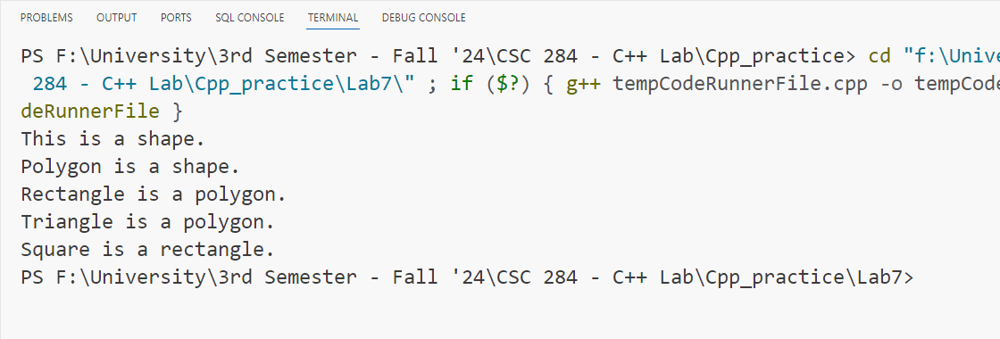 PROBLEMS OUTPUT PORTS SQL CONSOLE TERMINAL DEBUG CONSOLE
PS F:\University\3rd Semester - Fall '24\CSC 284 - C++ Lab\Cpp_practice> cd "f:\Unive
284 - C++ Lab\Cpp_practice\Lab7\" ; if ($?) { g++ tempCodeRunnerFile.cpp -o tempCode
deRunnerFile }
This is a shape.
Polygon is a shape.
Rectangle is a polygon.
Triangle is a polygon.
Square is a rectangle.
PS F:\University\3rd Semester - Fall '24\CSC 284 - C++ Lab\Cpp_practice\Lab7>